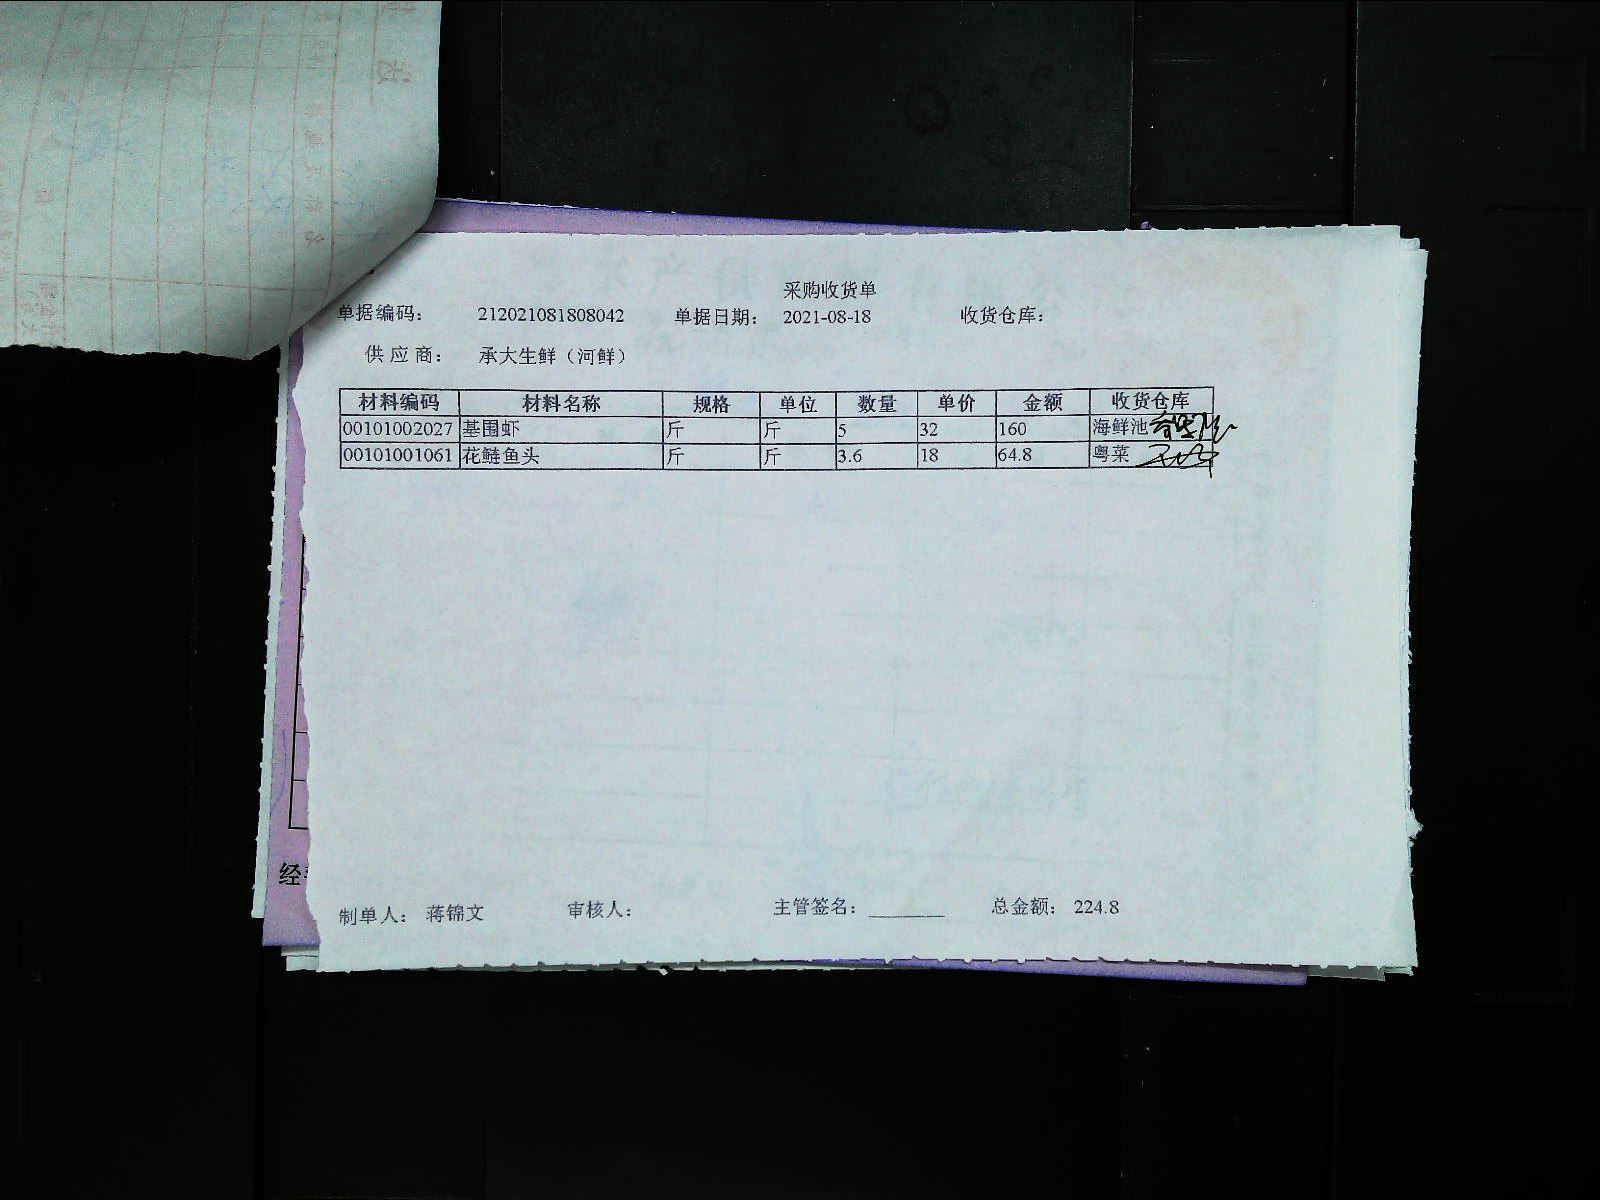 采购收货单
单据编码： 212021081808042 单据日期： 2021-08-18 收货仓库：
供 应 商： 承大生鲜（河鲜）
材料编码 材料名称 规格 单位 数量 单价 金额 收货仓库
00101002027 基围虾 斤 斤 5 32 160 海鲜池
00101001061 花鲢鱼头 斤 斤 3.6 18 64.8 粤菜
经
制单人： 蒋锦文 审核人： 主管签名： 总金额： 224.8